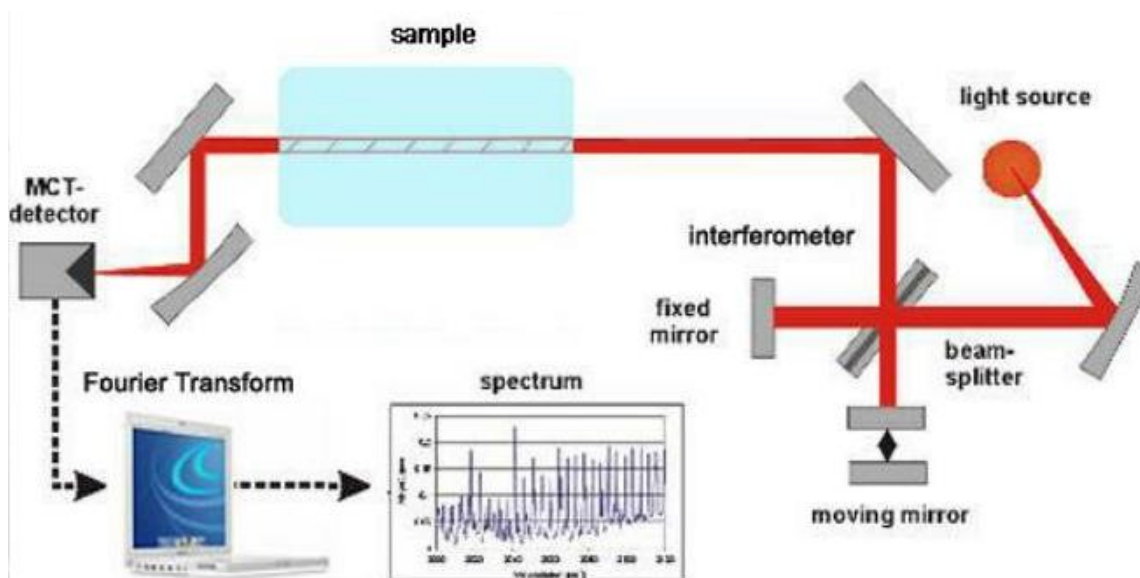 sample
light source
MCT-
detector
interferometer
fixed
mirror
beam-
splitter
Fourier Transform
spectrum
moving mirror